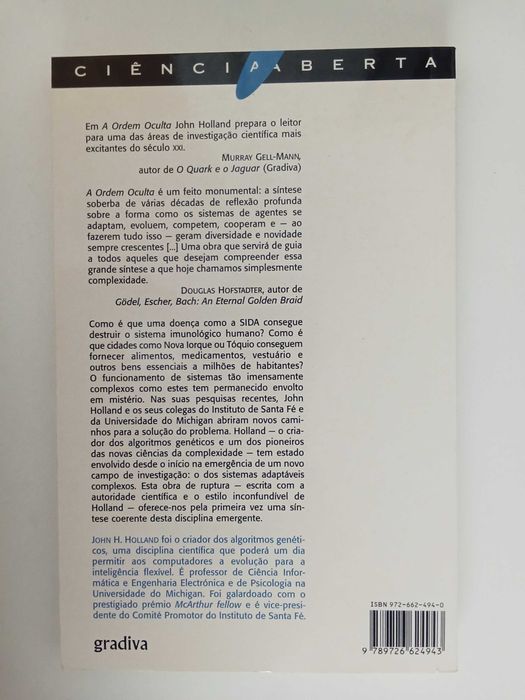 CIÊNCIA ABERTA
Em A Ordem Oculta John Holland prepara o leitor
para uma das áreas de investigação científica mais
excitantes do século XXI.
MURRAY GELL-MANN,
autor de O Quark e o Jaguar (Gradiva)
A Ordem Oculta é um feito monumental: a síntese
soberba de várias décadas de reflexão profunda
sobre a forma como os sistemas de agentes se
adaptam, evoluem, competem, cooperam e — ao
fazerem tudo isso — geram diversidade e novidade
sempre crescentes [...] Uma obra que servirá de guia
a todos aqueles que desejam compreender essa
grande síntese a que hoje chamamos simplesmente
complexidade.
DOUGLAS HOFSTADTER, autor de
Gödel, Escher, Bach: An Eternal Golden Braid
Como é que uma doença como a SIDA consegue
destruir o sistema imunológico humano? Como é
que cidades como Nova Iorque ou Tóquio conseguem
fornecer alimentos, medicamentos, vestuário e
outros bens essenciais a milhões de habitantes?
O funcionamento de sistemas tão imensamente
complexos como estes tem permanecido envolto
em mistério. Nas suas pesquisas recentes, John
Holland e os seus colegas do Instituto de Santa Fé e
da Universidade do Michigan abriram novos cami-
nhos para a solução do problema. Holland — o cria-
dor dos algoritmos genéticos e um dos pioneiros
das novas ciências da complexidade — tem estado
envolvido desde o início na emergência de um novo
campo de investigação: o dos sistemas adaptáveis
complexos. Esta obra de ruptura — escrita com a
autoridade científica e o estilo inconfundível de
Holland — oferece-nos pela primeira vez uma sín-
tese coerente desta disciplina emergente.
JOHN H. HOLLAND foi o criador dos algoritmos genéti-
cos, uma disciplina científica que poderá um dia
permitir aos computadores a evolução para a
inteligência flexível. É professor de Ciência Infor-
mática e Engenharia Electrónica e de Psicologia na
Universidade do Michigan. Foi galardoado com o
prestigiado prémio McArthur fellow e é vice-presi-
dente do Comité Promotor do Instituto de Santa Fé.
gradiva
ISBN 972-662-494-0
9 789726 624943